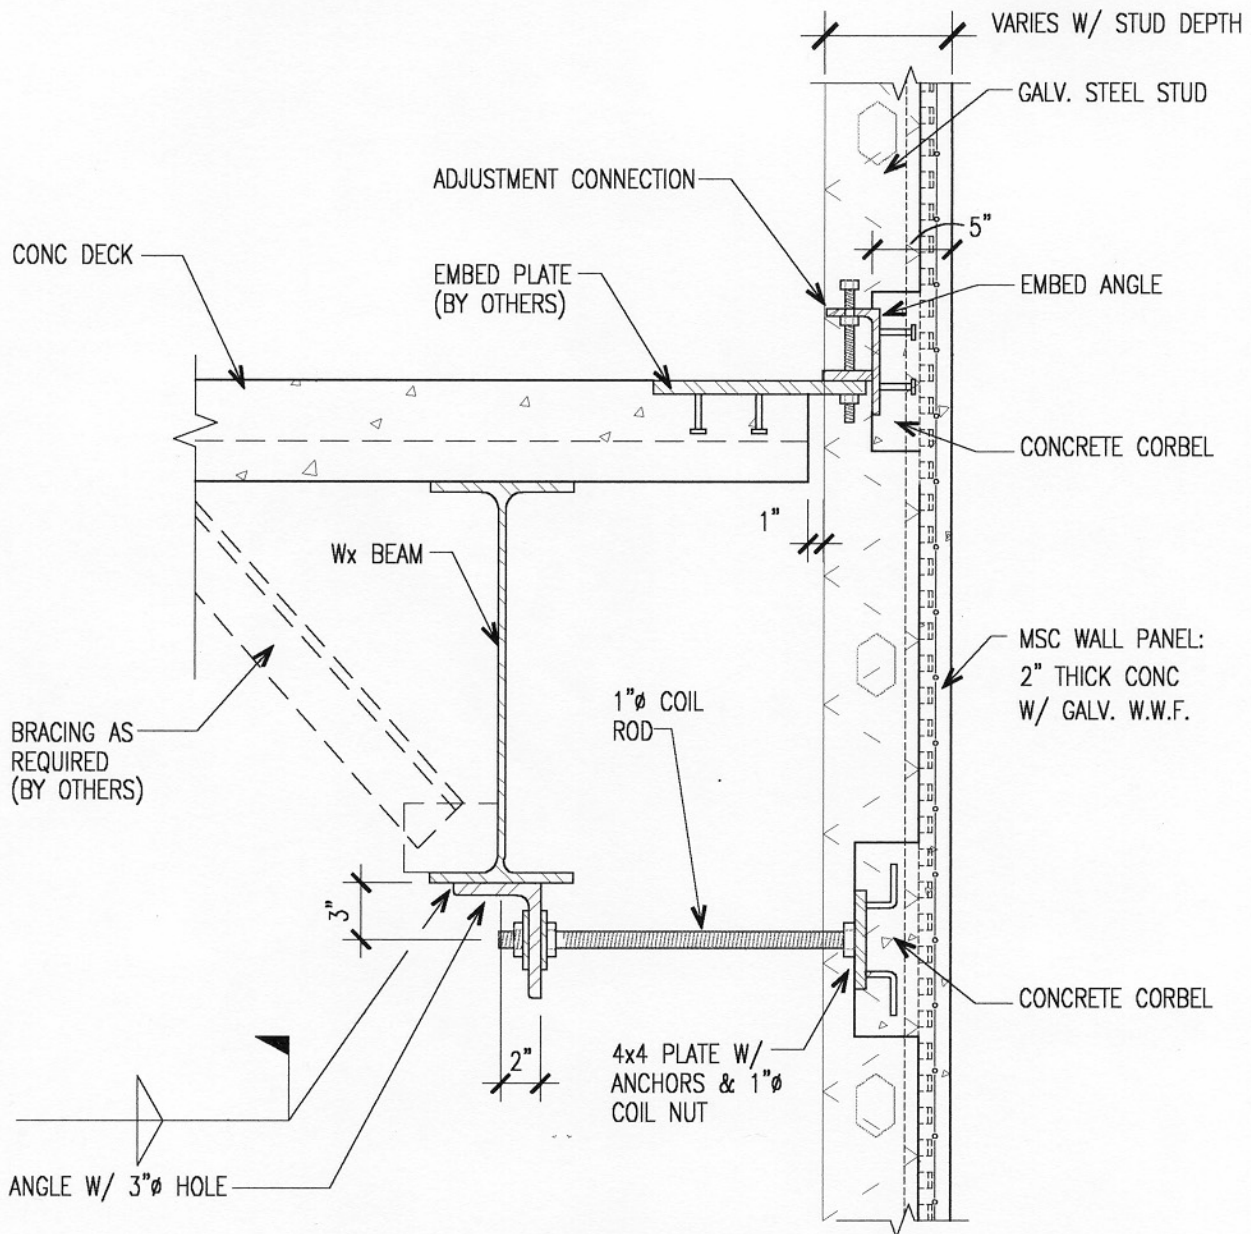 VARIES W/ STUD DEPTH
GALV. STEEL STUD
ADJUSTMENT CONNECTION
5"
CONC DECK
EMBED PLATE
(BY OTHERS)
EMBED ANGLE
CONCRETE CORBEL
1"
Wx BEAM
MSC WALL PANEL:
2" THICK CONC
W/ GALV. W.W.F.
1"ø COIL
ROD
BRACING AS
REQUIRED
(BY OTHERS)
3"
CONCRETE CORBEL
2"
4x4 PLATE W/
ANCHORS & 1"ø
COIL NUT
ANGLE W/ 3"ø HOLE